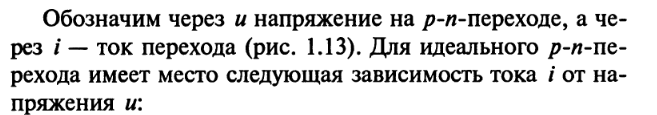 Обозначим через u напряжение на p-n-переходе, а че-
рез i — ток перехода (рис. 1.13). Для идеального p-n-пе-
рехода имеет место следующая зависимость тока i от на-
пряжения u: